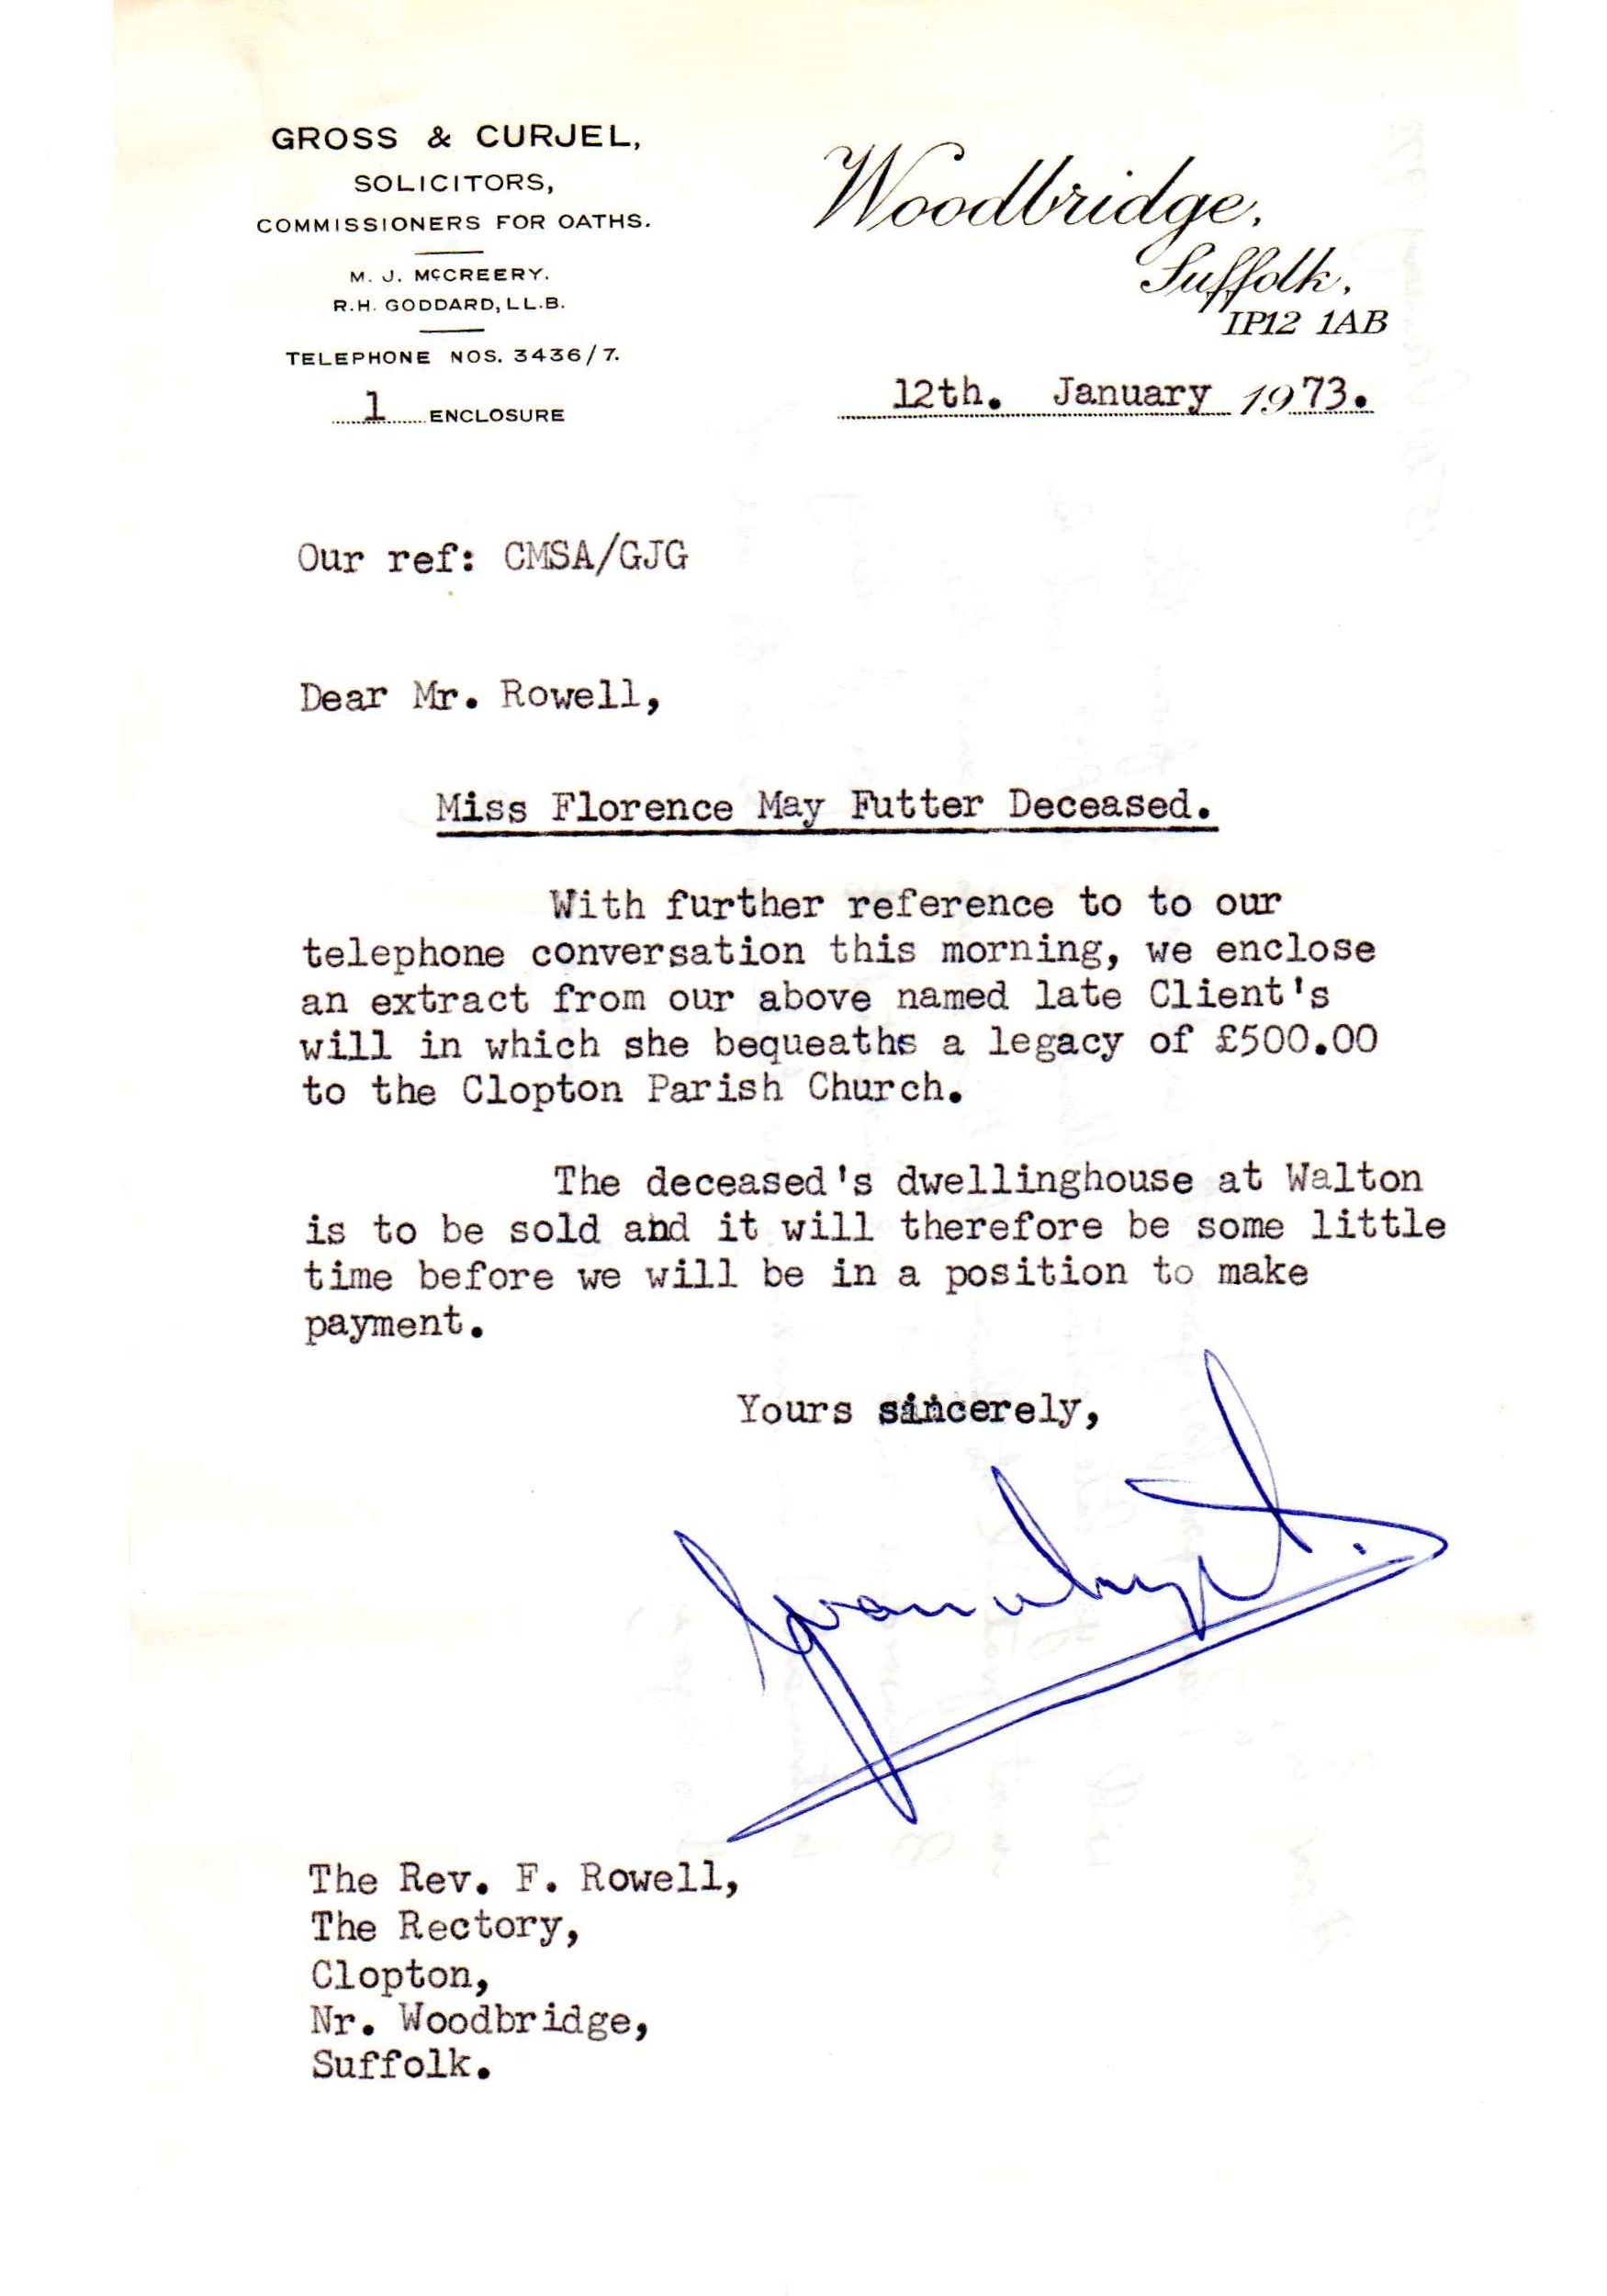 GROSS & CURJEL,
SOLICITORS,
COMMISSIONERS FOR OATHS.
M. J. McCREERY.
R.H. GODDARD, LL.B.
TELEPHONE NOS. 3436/7.
1 ENCLOSURE
Woodbridge,
Suffolk,
IP12 1AB
12th. January 1973.
Our ref: CMSA/GJG
Dear Mr. Rowell,
Miss Florence May Futter Deceased.
With further reference to to our
telephone conversation this morning, we enclose
an extract from our above named late Client's
will in which she bequeaths a legacy of £500.00
to the Clopton Parish Church.
The deceased's dwellinghouse at Walton
is to be sold and it will therefore be some little
time before we will be in a position to make
payment.
Yours sincerely,
The Rev. F. Rowell,
The Rectory,
Clopton,
Nr. Woodbridge,
Suffolk.